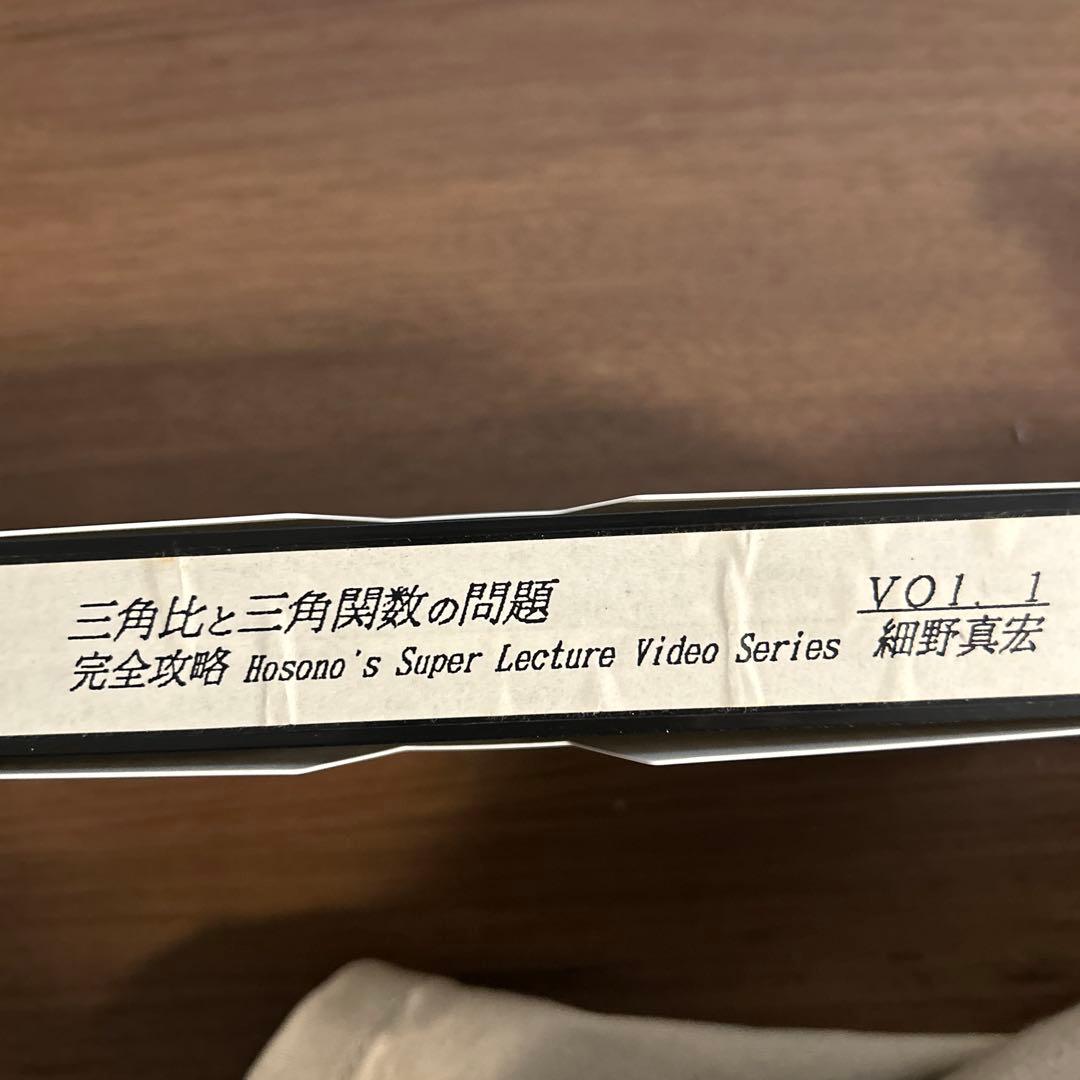 三角比と三角関数の問題
完全攻略 Hosono's Super Lecture Video Series
VOl. 1
細野真宏